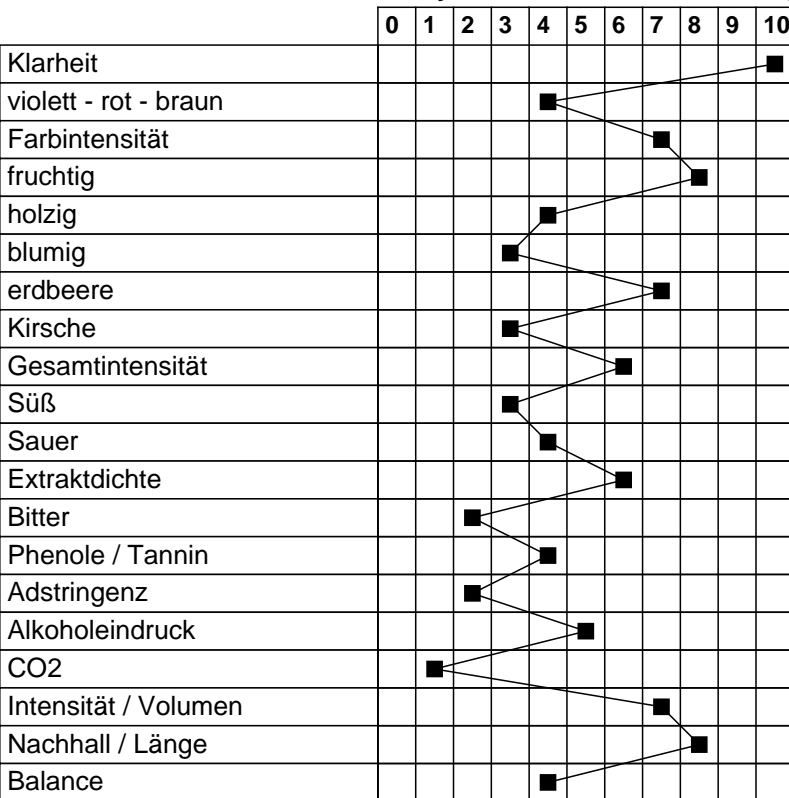 0 1 2 3 4 5 6 7 8 9 10
Klarheit
violett - rot - braun
Farbintensität
fruchtig
holzig
blumig
erdbeere
Kirsche
Gesamtintensität
Süß
Sauer
Extraktdichte
Bitter
Phenole / Tannin
Adstringenz
Alkoholeindruck
CO2
Intensität / Volumen
Nachhall / Länge
Balance